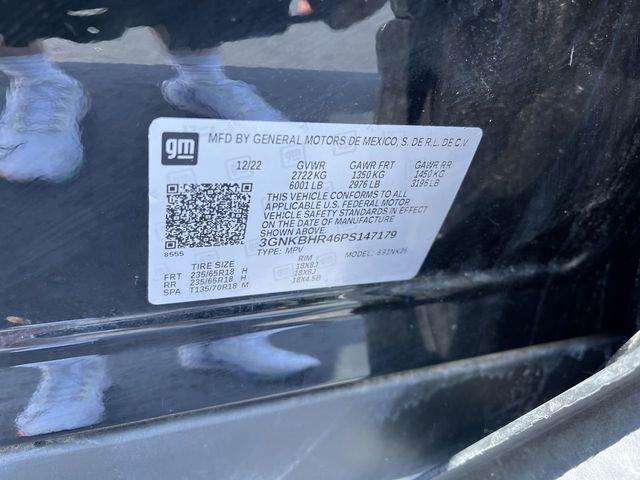 gm MFD BY GENERAL MOTORS DE MEXICO, S. DE R.L. DE C.V.
12/22 GVWR GAWR FRT GAWR RR
2722 KG 1350 KG 1450 KG
6001 LB 2976 LB 3196 LB
THIS VEHICLE CONFORMS TO ALL
APPLICABLE U.S. FEDERAL MOTOR
VEHICLE SAFETY STANDARDS IN EFFECT
ON THE DATE OF MANUFACTURE
SHOWN ABOVE.
3GNKBHR46PS147179
8555 TYPE: MPV MODEL:
TIRE SIZE RIM
FRT 235/65R18 H 18X8J
RR 235/65R18 H 18X8J
SPA T135/70R18 M 18X4.5B